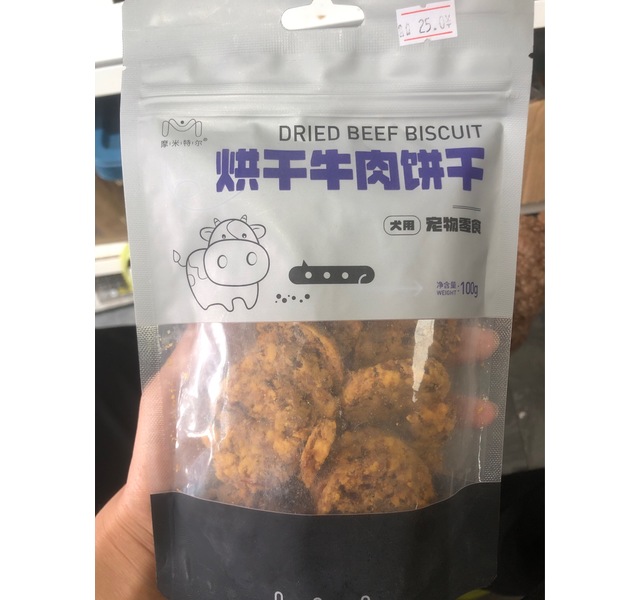 25.0
摩·米·特·尔®
DRIED BEEF BISCUIT
烘干牛肉饼干
犬用 宠物零食
净含量:
WEIGHT 100g